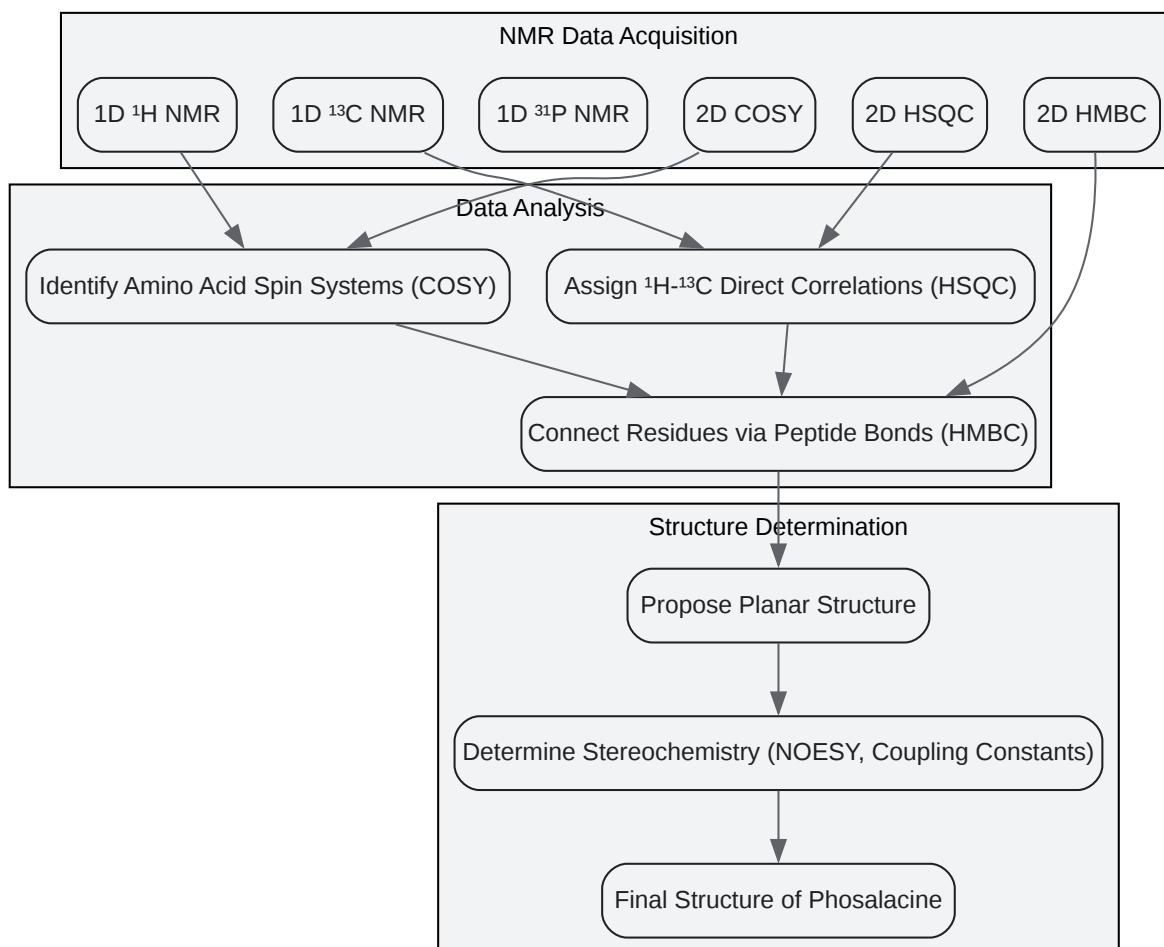 NMR Data Acquisition
1D ¹H NMR
1D ¹³C NMR
1D ³¹P NMR
2D COSY
2D HSQC
2D HMBC
Data Analysis
Identify Amino Acid Spin Systems (COSY)
Assign ¹H-¹³C Direct Correlations (HSQC)
Connect Residues via Peptide Bonds (HMBC)
Structure Determination
Propose Planar Structure
Determine Stereochemistry (NOESY, Coupling Constants)
Final Structure of Phosalacine